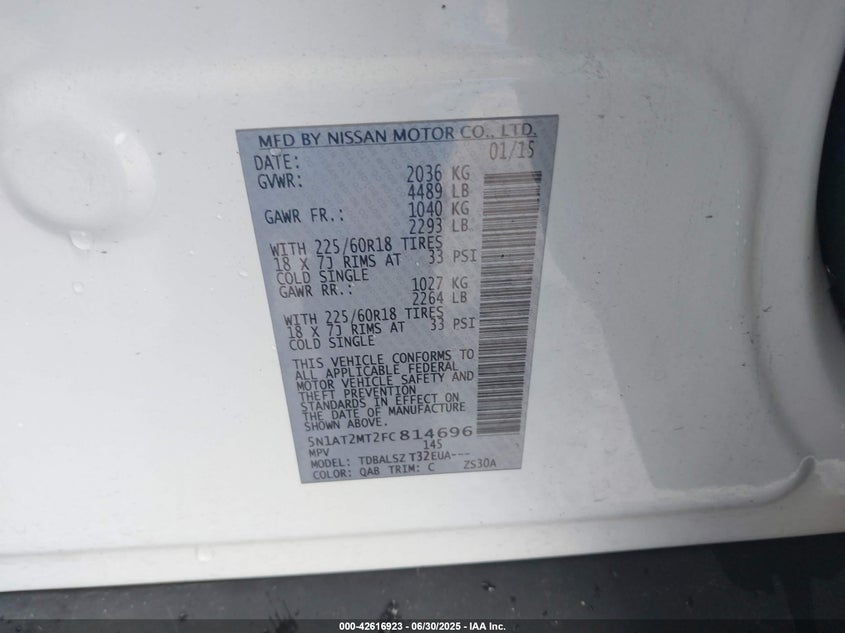 MFD BY NISSAN MOTOR CO., LTD.
DATE: 01/15
GVWR: 2036 KG
4489 LB
GAWR FR.: 1040 KG
2293 LB
WITH 225/60R18 TIRES
18 X 7J RIMS AT 33 PSI
COLD SINGLE
GAWR RR.: 1027 KG
2264 LB
WITH 225/60R18 TIRES
18 X 7J RIMS AT 33 PSI
COLD SINGLE
THIS VEHICLE CONFORMS TO
ALL APPLICABLE FEDERAL
MOTOR VEHICLE SAFETY AND
THEFT PREVENTION
STANDARDS IN EFFECT ON
THE DATE OF MANUFACTURE
SHOWN ABOVE.
5N1AT2MT2FC814696
MPV 145
MODEL: TDBALSZ T32EUA---
COLOR: QAB TRIM: C ZS30A
000-42616923 - 06/30/2025 - IAA Inc.